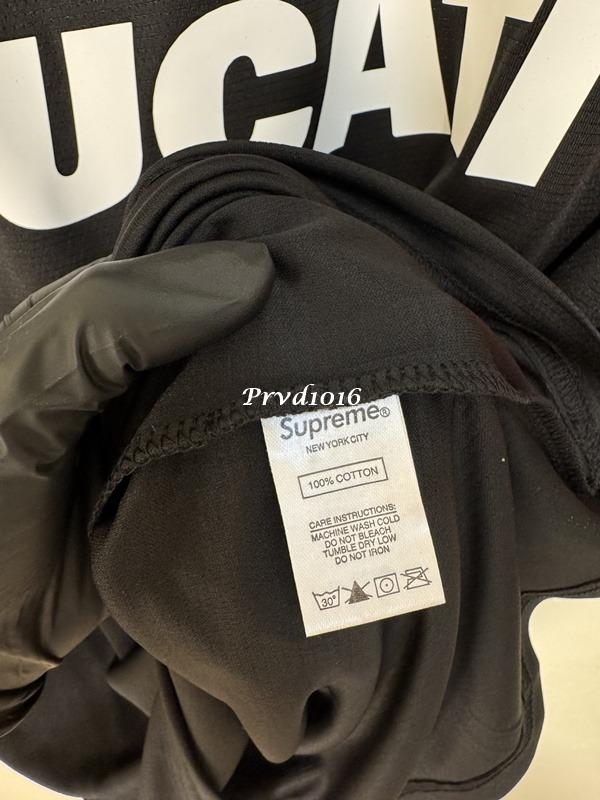 UCATI
Prvd1016
Supreme®
NEW YORK CITY
100% COTTON
CARE INSTRUCTIONS:
MACHINE WASH COLD
DO NOT BLEACH
TUMBLE DRY LOW
DO NOT IRON
30°